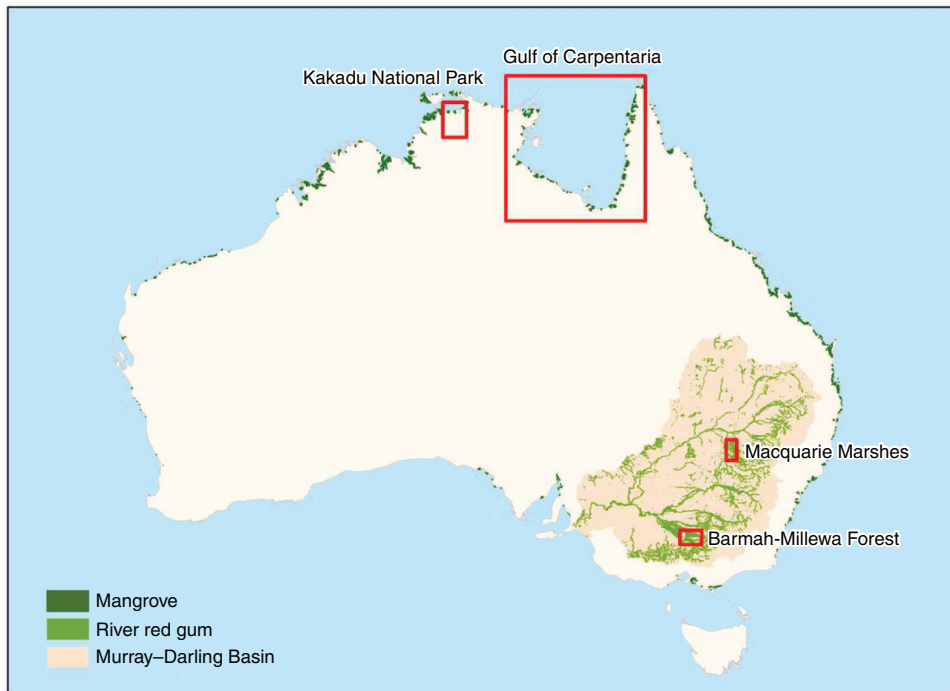 Gulf of Carpentaria
Kakadu National Park
Macquarie Marshes
Barmah-Millewa Forest
Mangrove
River red gum
Murray–Darling Basin